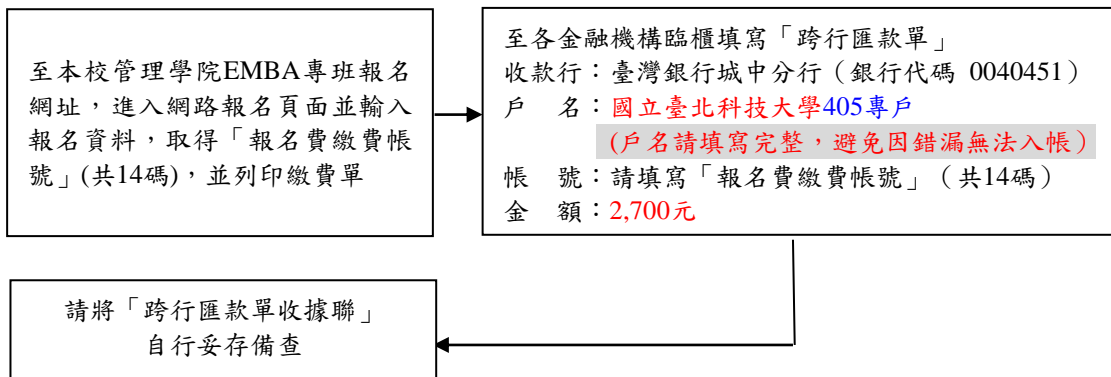 至本校管理學院EMBA專班報名
網址，進入網路報名頁面並輸入
報名資料，取得「報名費繳費帳
號」(共14碼)，並列印繳費單
至各金融機構臨櫃填寫「跨行匯款單」
收款行：臺灣銀行城中分行（銀行代碼 0040451）
戶　名：國立臺北科技大學405專戶
(戶名請填寫完整，避免因錯漏無法入帳)
帳　號：請填寫「報名費繳費帳號」（共14碼）
金　額：2,700元
請將「跨行匯款單收據聯」
自行妥存備查